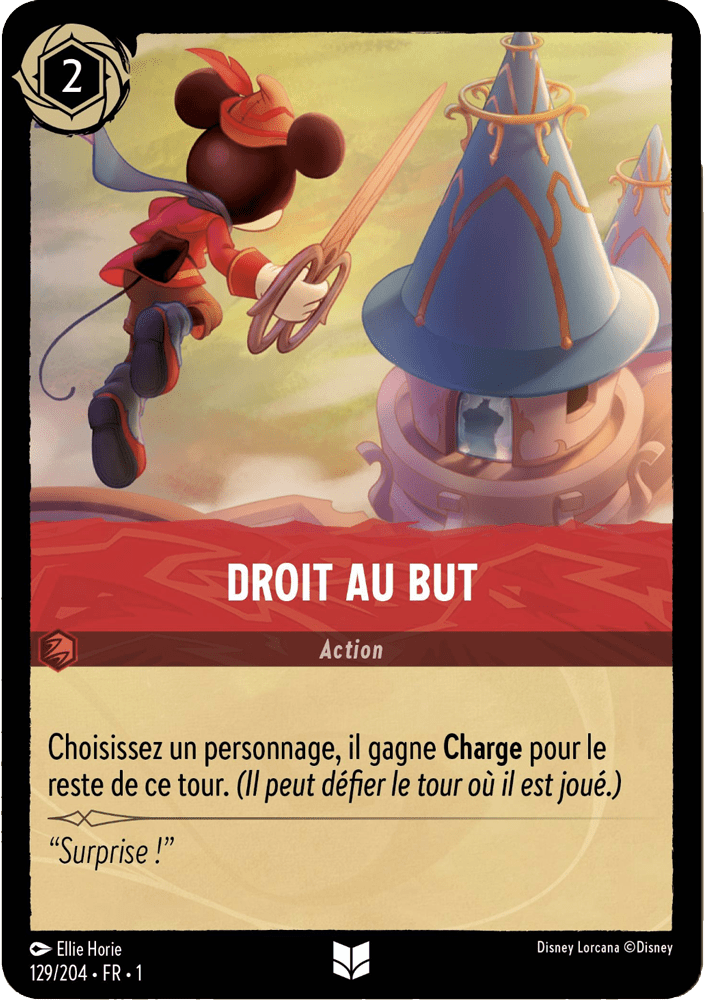 2
DROIT AU BUT
Action
Choisissez un personnage, il gagne Charge pour le
reste de ce tour. (Il peut défier le tour où il est joué.)
“Surprise !”
Ellie Horie
Disney Lorcana ©Disney
129/204 • FR • 1